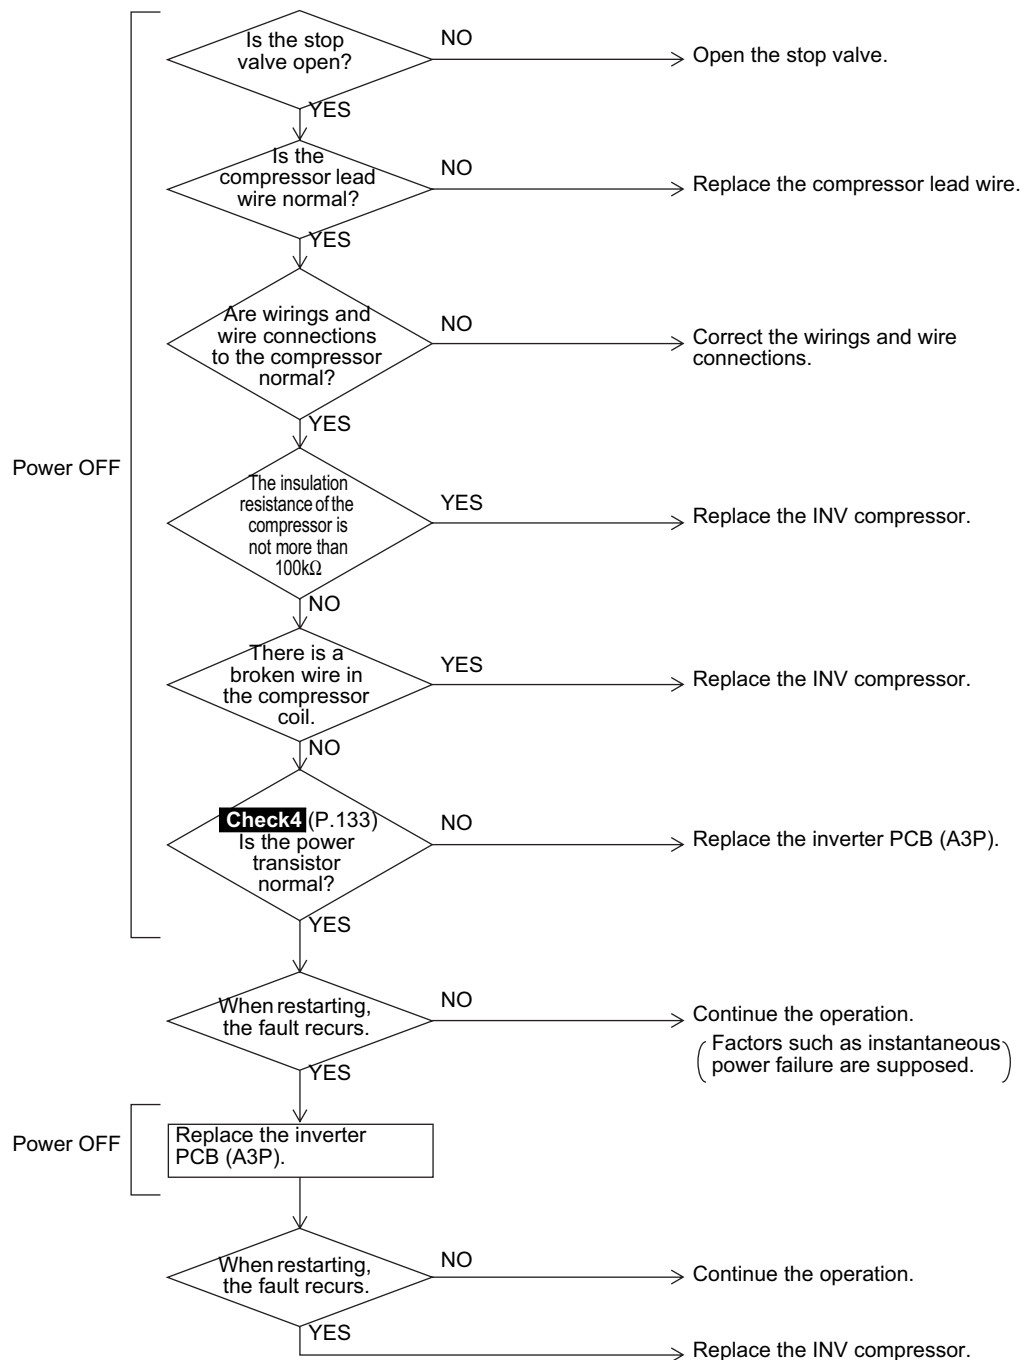 Is the stop
valve open?
NO
Open the stop valve.
YES
Is the
compressor lead
wire normal?
NO
Replace the compressor lead wire.
YES
Are wirings and
wire connections
to the compressor
normal?
NO
Correct the wirings and wire
connections.
YES
Power OFF
The insulation
resistance of the
compressor is
not more than
100kΩ
YES
Replace the INV compressor.
NO
There is a
broken wire in
the compressor
coil.
YES
Replace the INV compressor.
NO
Check4 (P.133)
Is the power
transistor
normal?
NO
Replace the inverter PCB (A3P).
YES
When restarting,
the fault recurs.
NO
Continue the operation.
(Factors such as instantaneous
power failure are supposed.)
YES
Power OFF
Replace the inverter
PCB (A3P).
When restarting,
the fault recurs.
NO
Continue the operation.
YES
Replace the INV compressor.